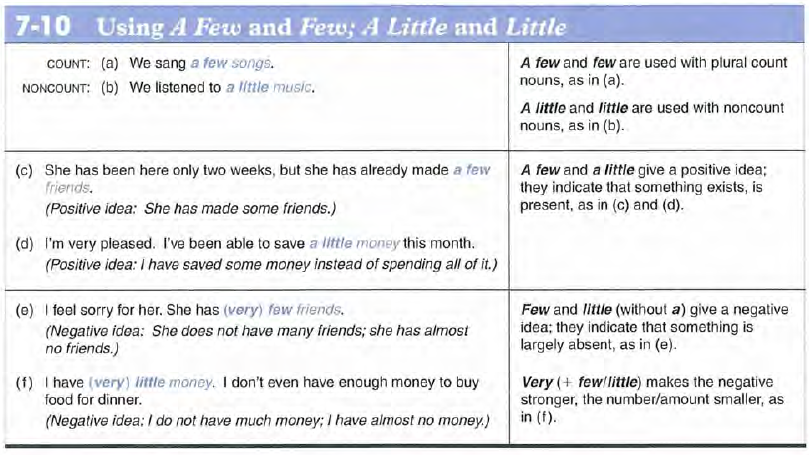 7-10 Using A Few and Few; A Little and Little
COUNT: (a) We sang a few songs.
NONCOUNT: (b) We listened to a little music.
A few and few are used with plural count
nouns, as in (a).
A little and little are used with noncount
nouns, as in (b).
(c) She has been here only two weeks, but she has already made a few
friends.
(Positive idea: She has made some friends.)
(d) I'm very pleased. I've been able to save a little money this month.
(Positive idea: I have saved some money instead of spending all of it.)
A few and a little give a positive idea;
they indicate that something exists, is
present, as in (c) and (d).
(e) I feel sorry for her. She has (very) few friends.
(Negative idea: She does not have many friends; she has almost
no friends.)
(f) I have (very) little money. I don't even have enough money to buy
food for dinner.
(Negative idea: I do not have much money; I have almost no money.)
Few and little (without a) give a negative
idea; they indicate that something is
largely absent, as in (e).
Very (+ few/little) makes the negative
stronger, the number/amount smaller, as
in (f).